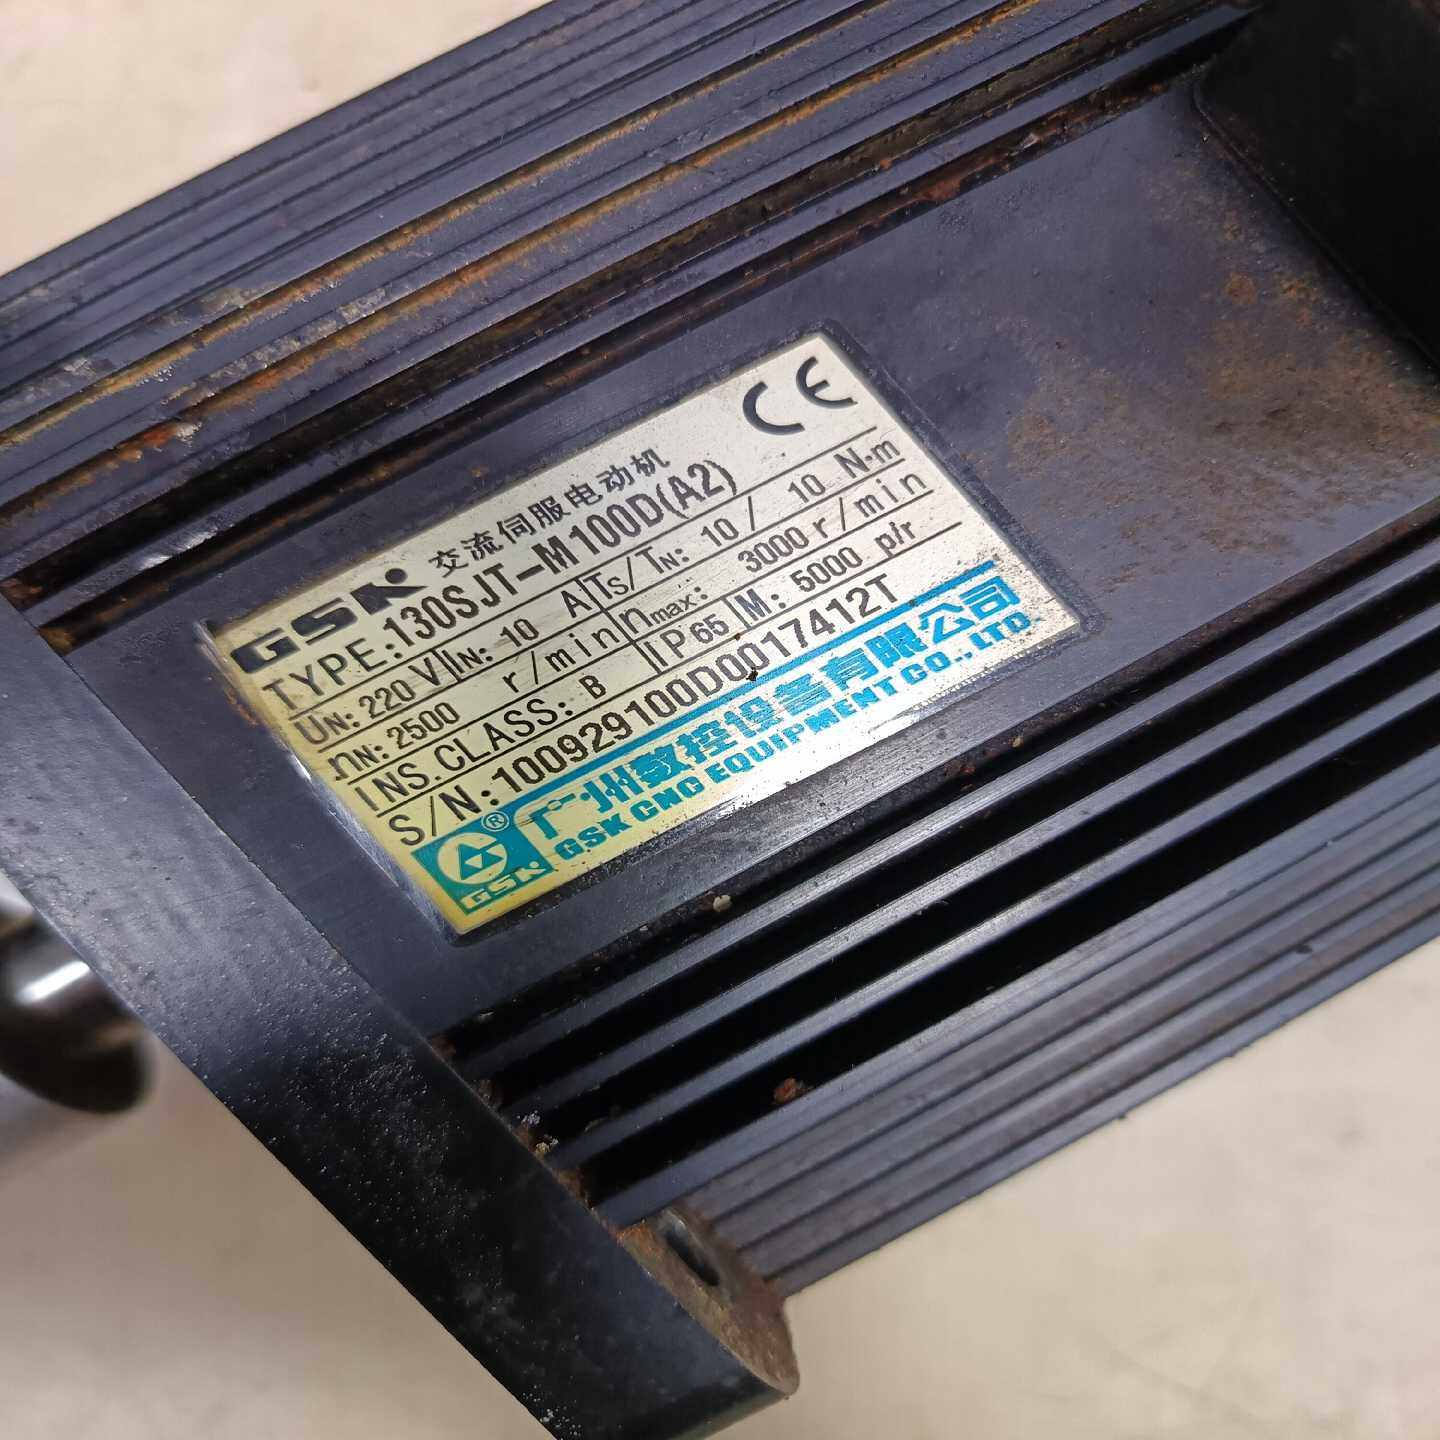 CE
GSK 交流伺服电动机
TYPE: 130SJT-M100D(A2)
UN: 220 V IN: 10 A TS/TN: 10 / 10 N·m
nN: 2500 r/min nmax: 3000 r/min
INS.CLASS: B IP 65 M: 5000 p/r
S/N: 100929100D0017412T
GSK ® 广州数控设备有限公司
GSK CNC EQUIPMENT CO., LTD.